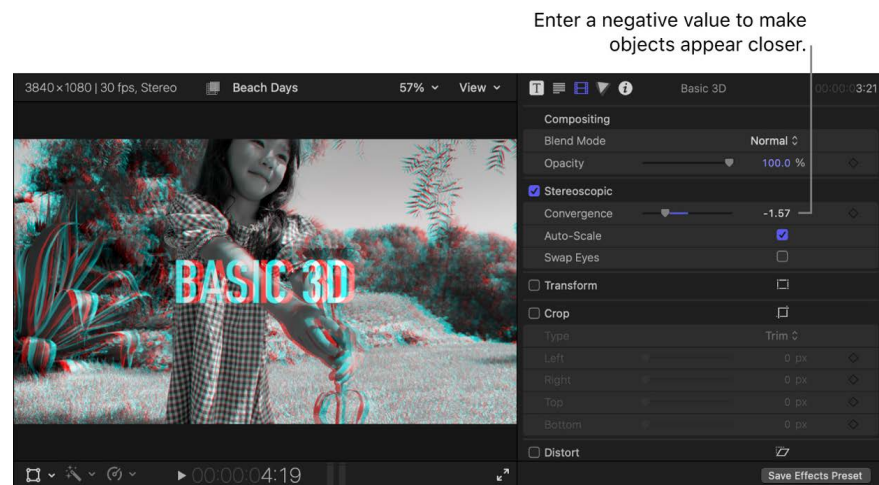 Enter a negative value to make
objects appear closer.
3840 × 1080 | 30 fps, Stereo
Beach Days
57%
View
T
i
Basic 3D
00:00:03:21
Compositing
Blend Mode
Normal
Opacity
100.0 %
Stereoscopic
Convergence
-1.57
Auto-Scale
Swap Eyes
Transform
Crop
Type
Trim
Left
0 px
Right
0 px
Top
0 px
Bottom
0 px
Distort
BASIC 3D
00:00:04:19
Save Effects Preset